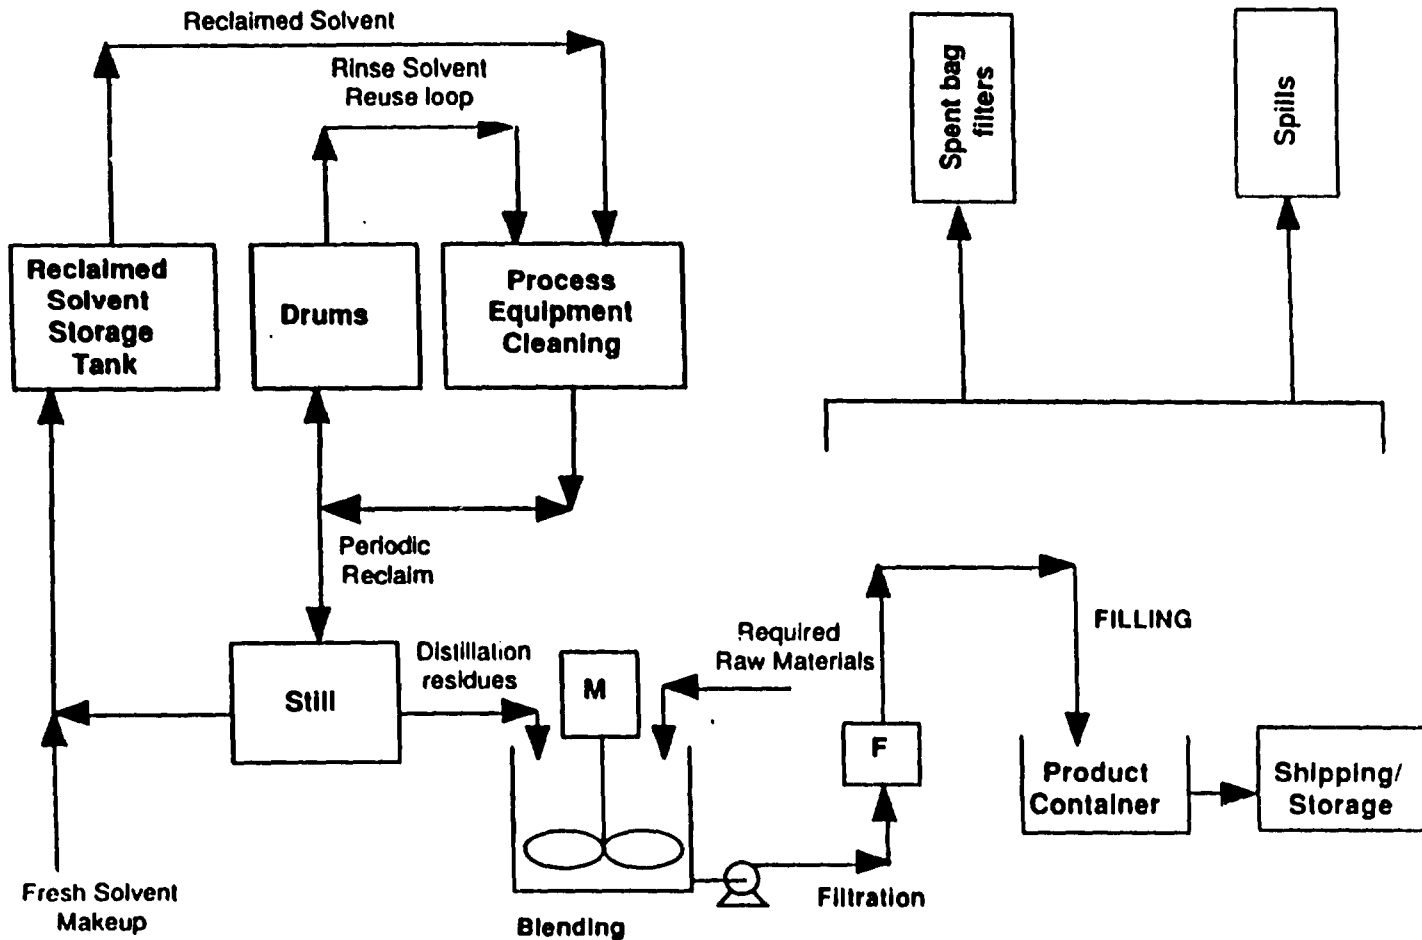 Reclaimed Solvent
Rinse Solvent
Reuse loop
Spent bag
filters
Spills
Reclaimed
Solvent
Storage
Tank
Drums
Process
Equipment
Cleaning
Periodic
Reclaim
Still
Distillation
residues
M
Required
Raw Materials
F
FILLING
Product
Container
Shipping/
Storage
Fresh Solvent
Makeup
Blending
Filtration